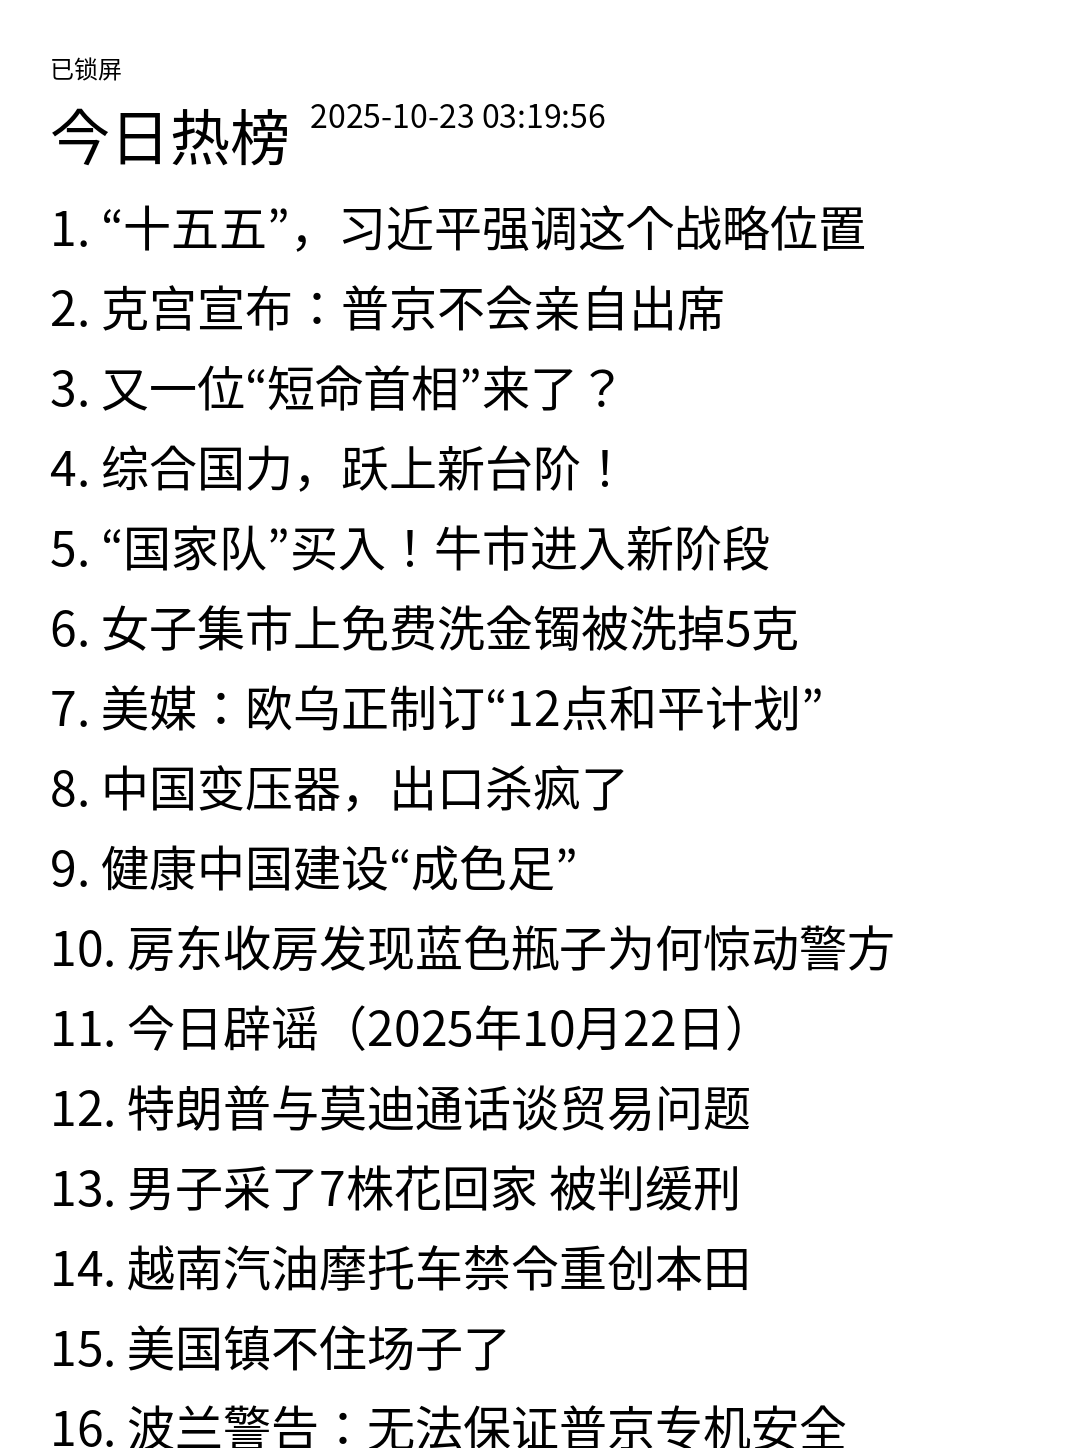 已锁屏
今日热榜 2025-10-23 03:19:56
1. “十五五”，习近平强调这个战略位置
2. 克宫宣布：普京不会亲自出席
3. 又一位“短命首相”来了？
4. 综合国力，跃上新台阶！
5. “国家队”买入！牛市进入新阶段
6. 女子集市上免费洗金镯被洗掉5克
7. 美媒：欧乌正制订“12点和平计划”
8. 中国变压器，出口杀疯了
9. 健康中国建设“成色足”
10. 房东收房发现蓝色瓶子为何惊动警方
11. 今日辟谣（2025年10月22日）
12. 特朗普与莫迪通话谈贸易问题
13. 男子采了7株花回家 被判缓刑
14. 越南汽油摩托车禁令重创本田
15. 美国镇不住场子了
16. 波兰警告：无法保证普京专机安全